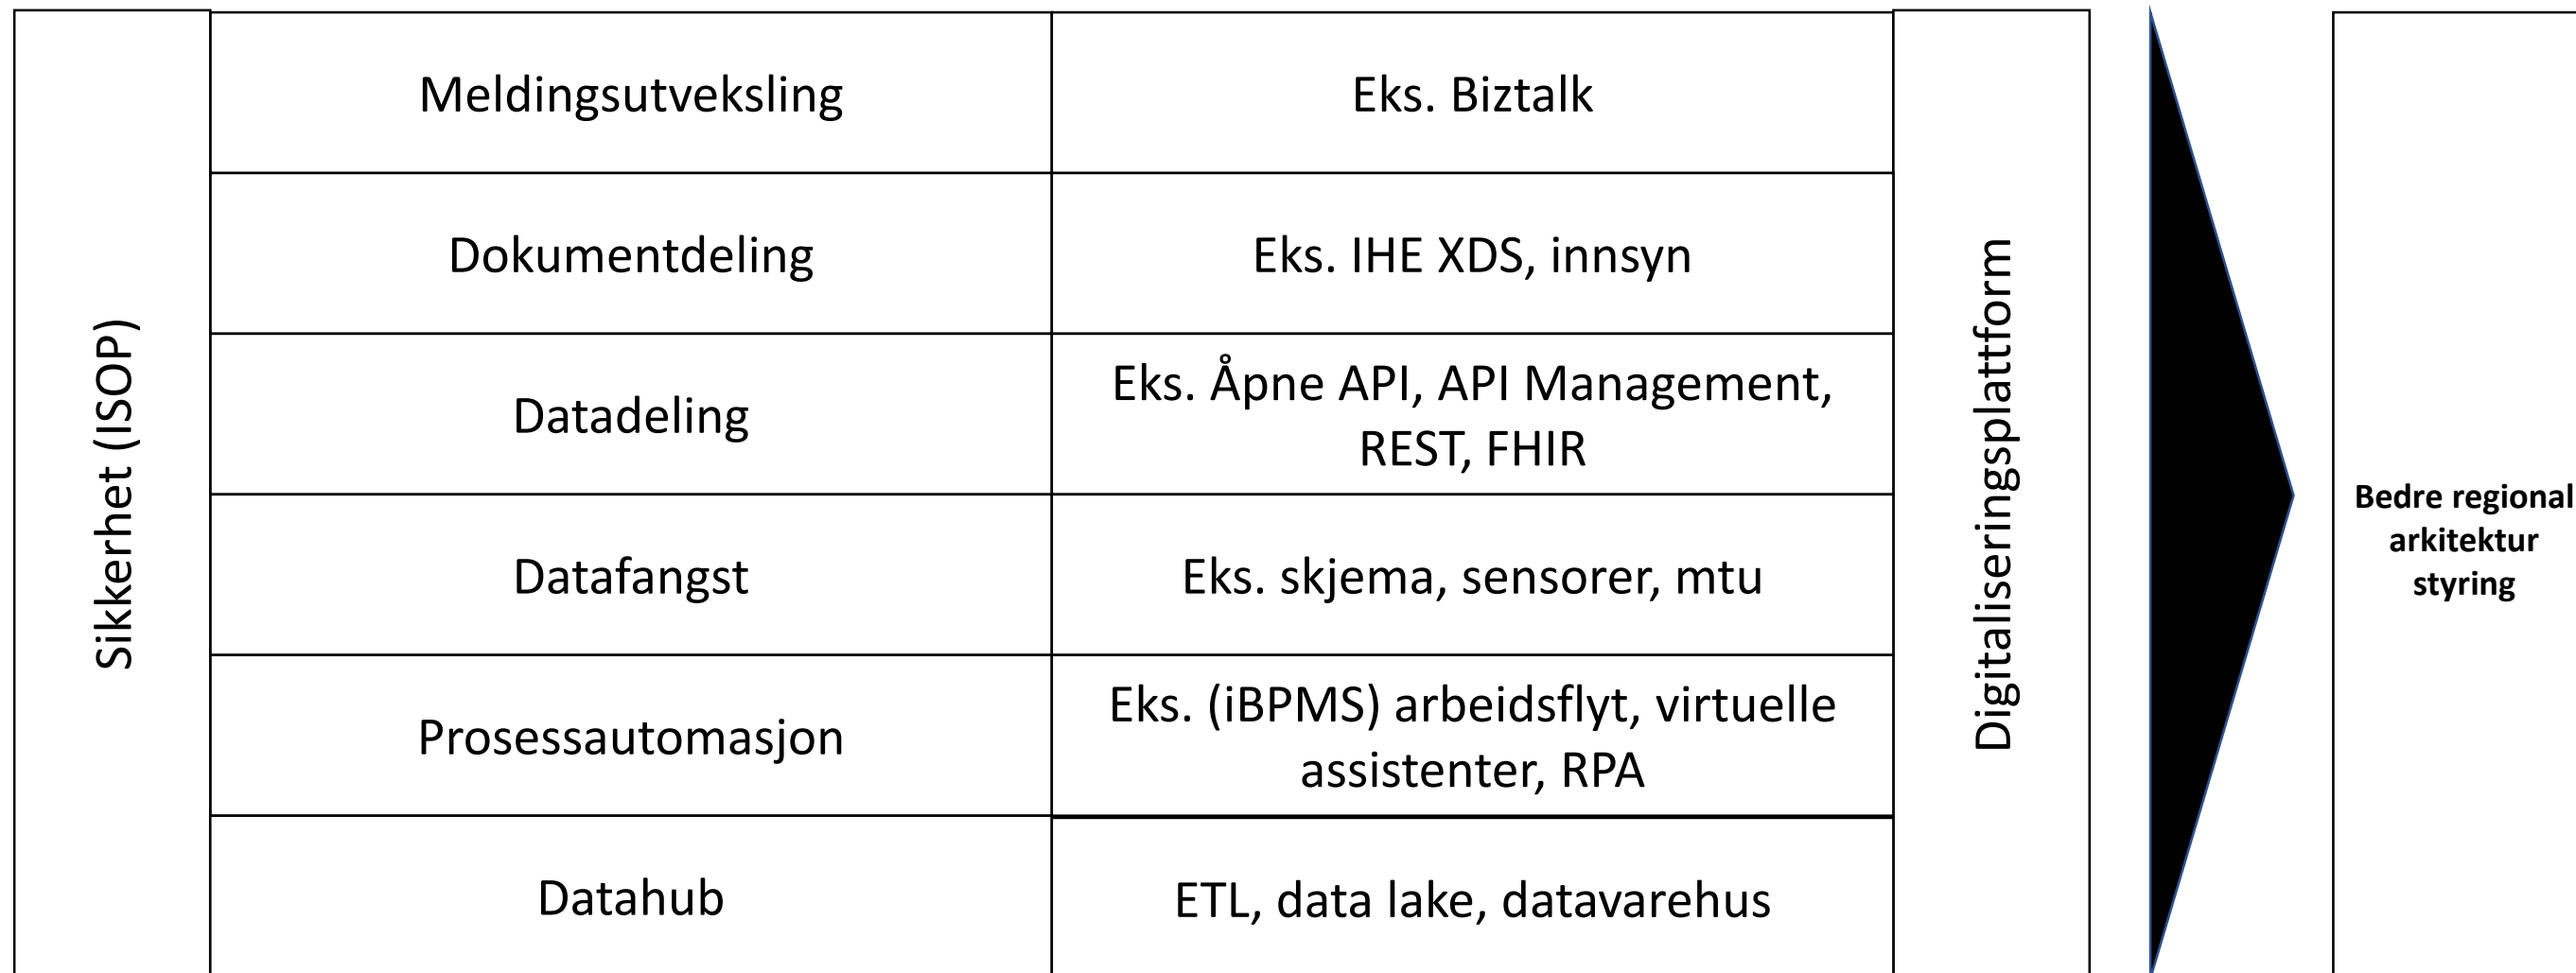 Sikkerhet (ISOP)
Meldingsutveksling
Eks. Biztalk
Dokumentdeling
Eks. IHE XDS, innsyn
Datadeling
Eks. Åpne API, API Management,
REST, FHIR
Datafangst
Eks. skjema, sensorer, mtu
Prosessautomasjon
Eks. (iBPMS) arbeidsflyt, virtuelle
assistenter, RPA
Datahub
ETL, data lake, datavarehus
Digitaliseringsplattform
Bedre regional
arkitektur
styring